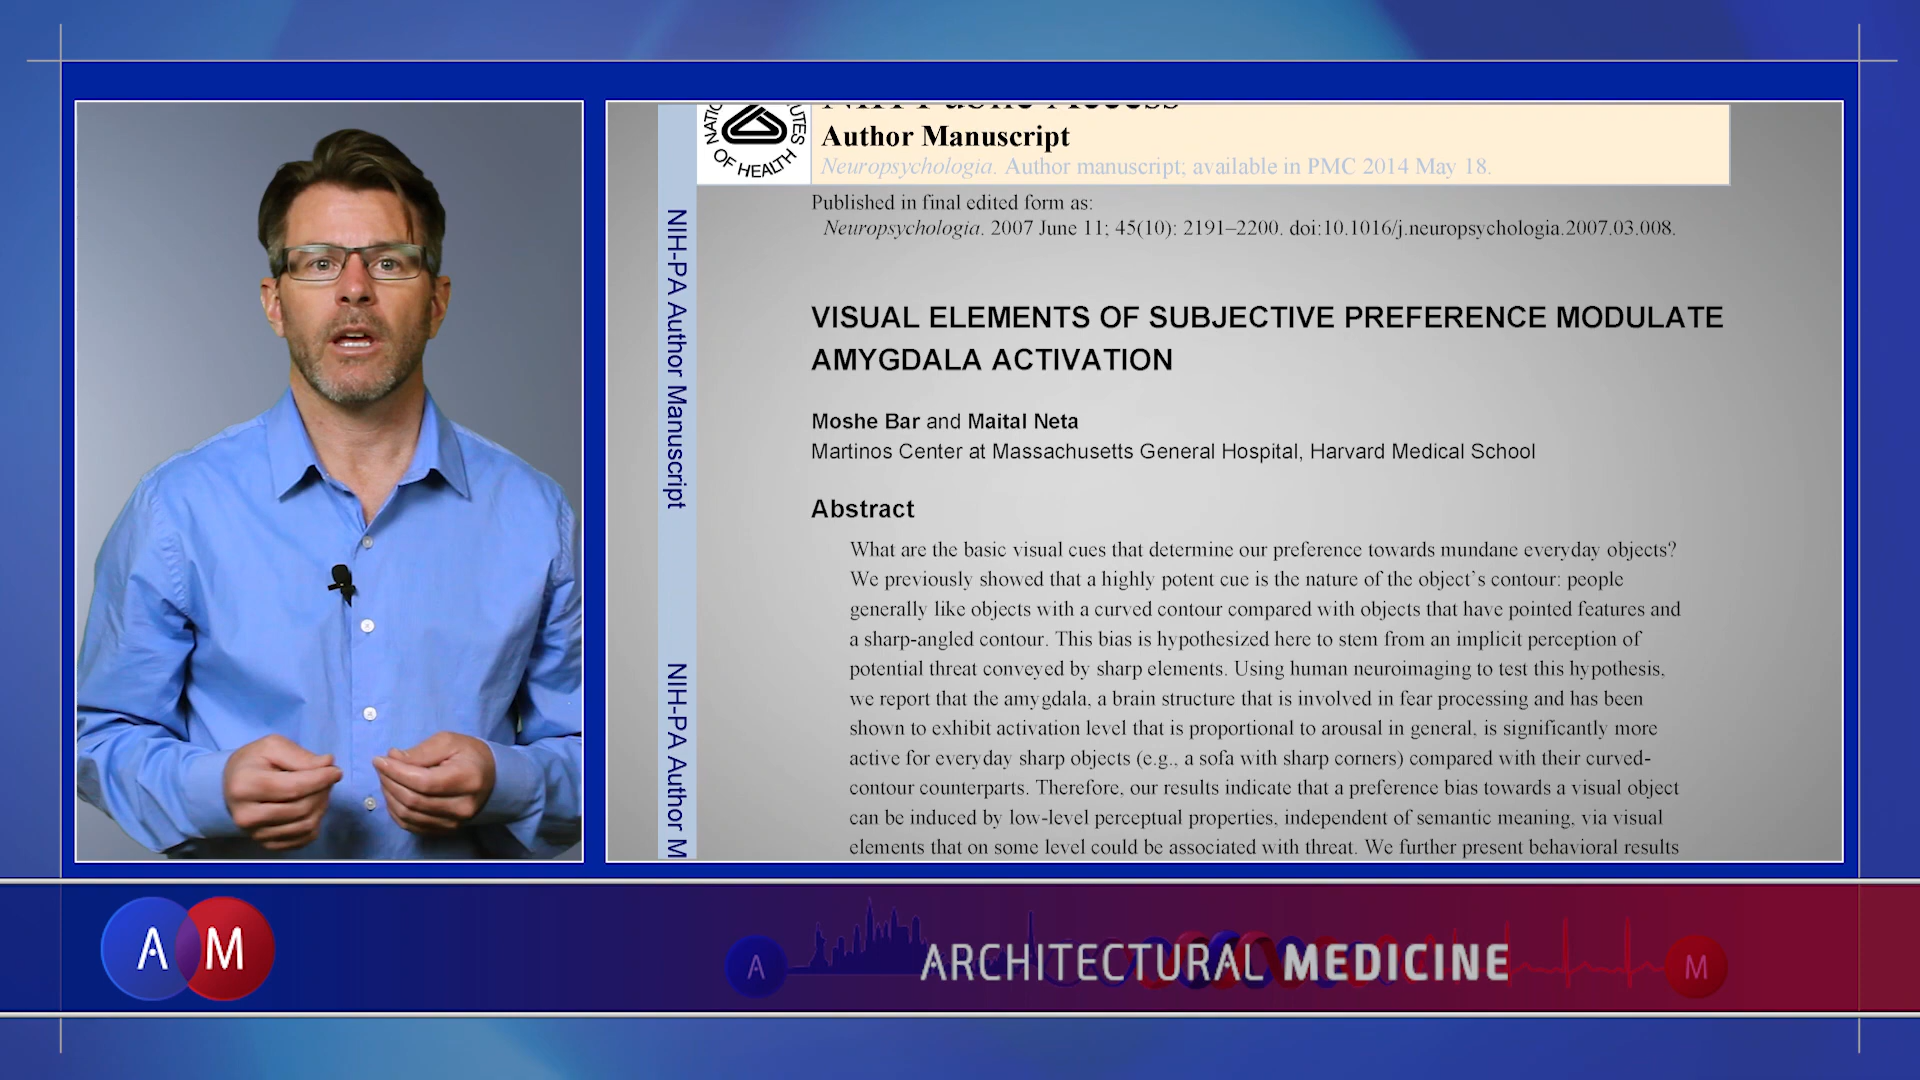 NIH Public Access
Author Manuscript
Neuropsychologia. Author manuscript; available in PMC 2014 May 18.
OF HEALTH
Published in final edited form as:
Neuropsychologia. 2007 June 11; 45(10): 2191–2200. doi:10.1016/j.neuropsychologia.2007.03.008.
NIH-PA Author Manuscript
VISUAL ELEMENTS OF SUBJECTIVE PREFERENCE MODULATE
AMYGDALA ACTIVATION
Moshe Bar and Maital Neta
Martinos Center at Massachusetts General Hospital, Harvard Medical School
Abstract
What are the basic visual cues that determine our preference towards mundane everyday objects?
We previously showed that a highly potent cue is the nature of the object's contour: people
generally like objects with a curved contour compared with objects that have pointed features and
a sharp-angled contour. This bias is hypothesized here to stem from an implicit perception of
potential threat conveyed by sharp elements. Using human neuroimaging to test this hypothesis,
we report that the amygdala, a brain structure that is involved in fear processing and has been
shown to exhibit activation level that is proportional to arousal in general, is significantly more
active for everyday sharp objects (e.g., a sofa with sharp corners) compared with their curved-
contour counterparts. Therefore, our results indicate that a preference bias towards a visual object
can be induced by low-level perceptual properties, independent of semantic meaning, via visual
elements that on some level could be associated with threat. We further present behavioral results
NIH-PA Author M
A M
A
ARCHITECTURAL MEDICINE
M